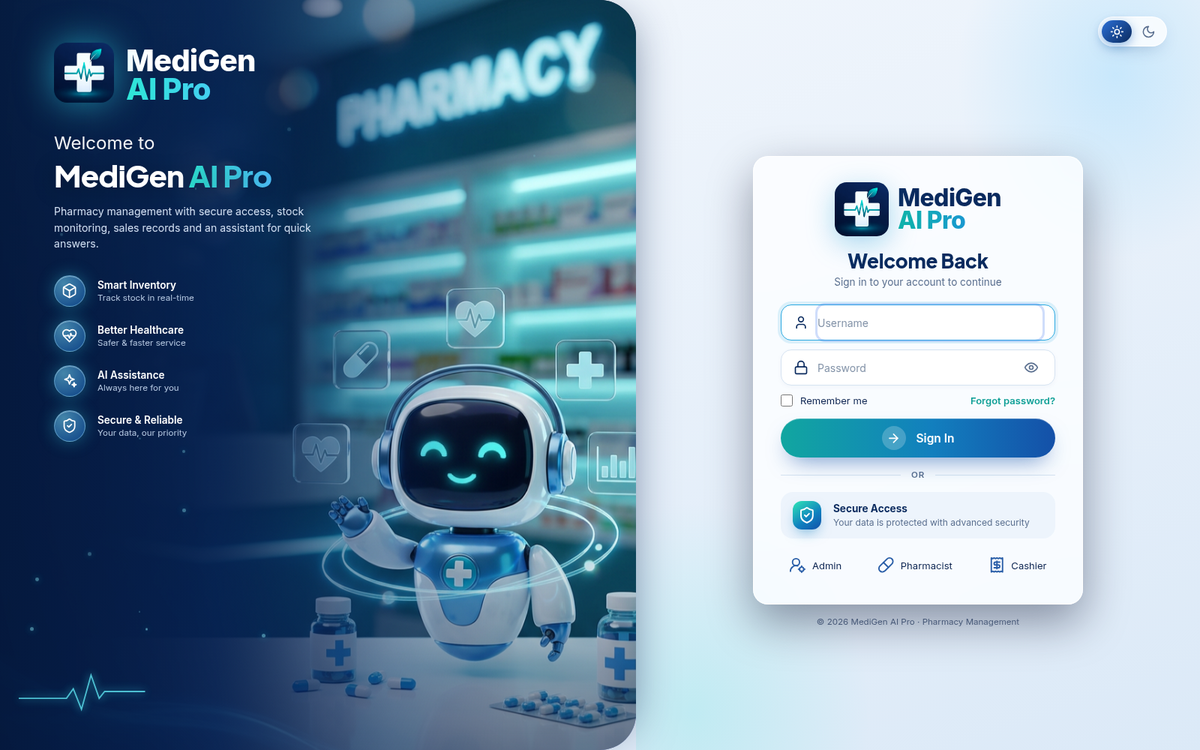 MediGen
AI Pro
PHARMACY
Welcome to
MediGen AI Pro
Pharmacy management with secure access, stock
monitoring, sales records and an assistant for quick
answers.
Smart Inventory
Track stock in real-time
Better Healthcare
Safer & faster service
AI Assistance
Always here for you
Secure & Reliable
Your data, our priority
MediGen
AI Pro
Welcome Back
Sign in to your account to continue
Username
Password
Remember me
Forgot password?
Sign In
OR
Secure Access
Your data is protected with advanced security
Admin
Pharmacist
Cashier
© 2026 MediGen AI Pro · Pharmacy Management